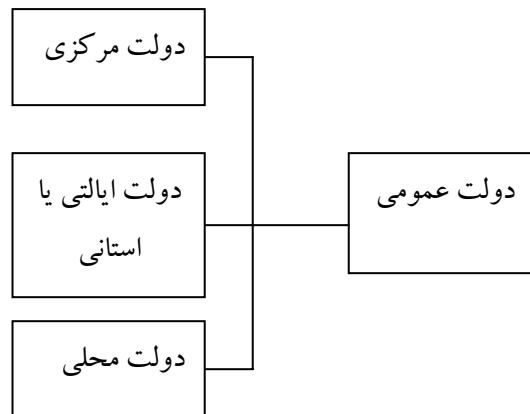 دولت عمومی
دولت مرکزی
دولت ایالتی یا
استانی
دولت محلی